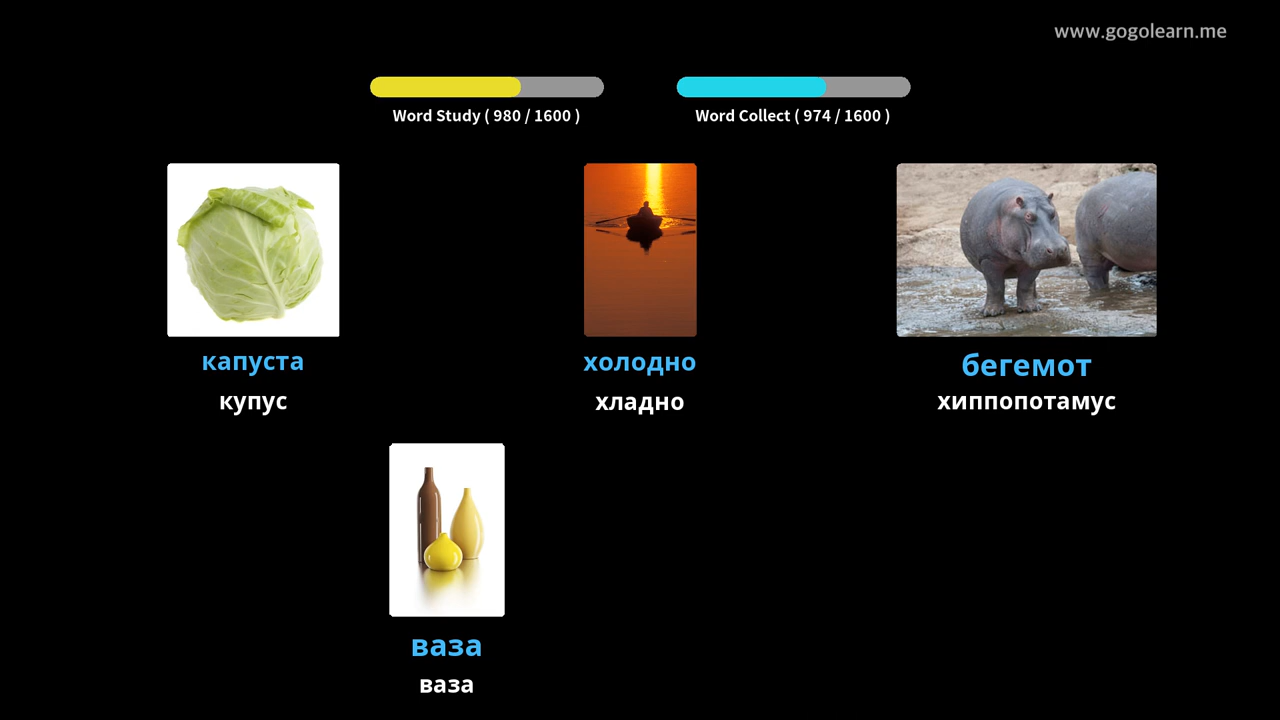 www.gogolearn.me
Word Study ( 980 / 1600 )
Word Collect ( 974 / 1600 )
капуста
купус
холодно
хладно
бегемот
хиппопотамус
ваза
ваза